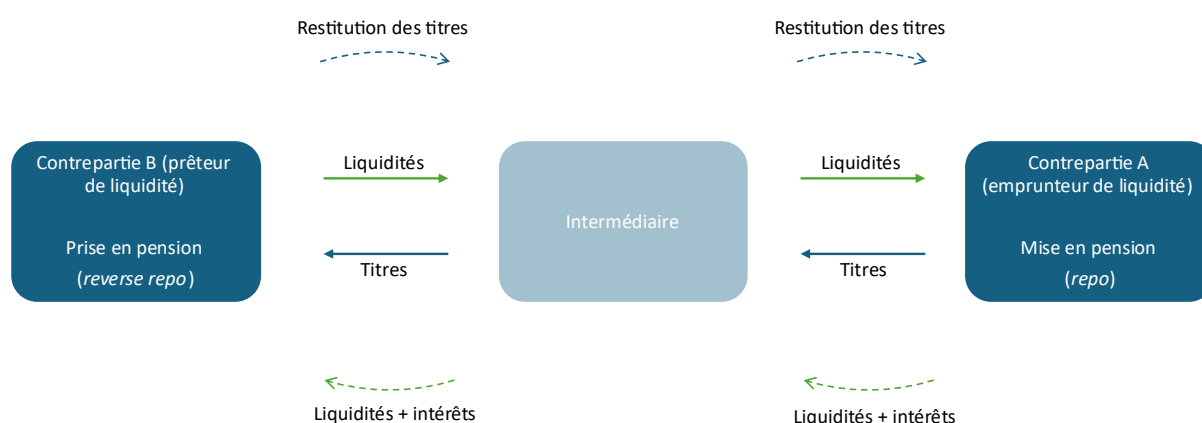 Restitution des titres
Restitution des titres
Contrepartie B (prêteur
de liquidité)
Prise en pension
(reverse repo)
Liquidités
Titres
Intermédiaire
Liquidités
Titres
Contrepartie A
(emprunteur de liquidité)
Mise en pension
(repo)
Liquidités + intérêts
Liquidités + intérêts